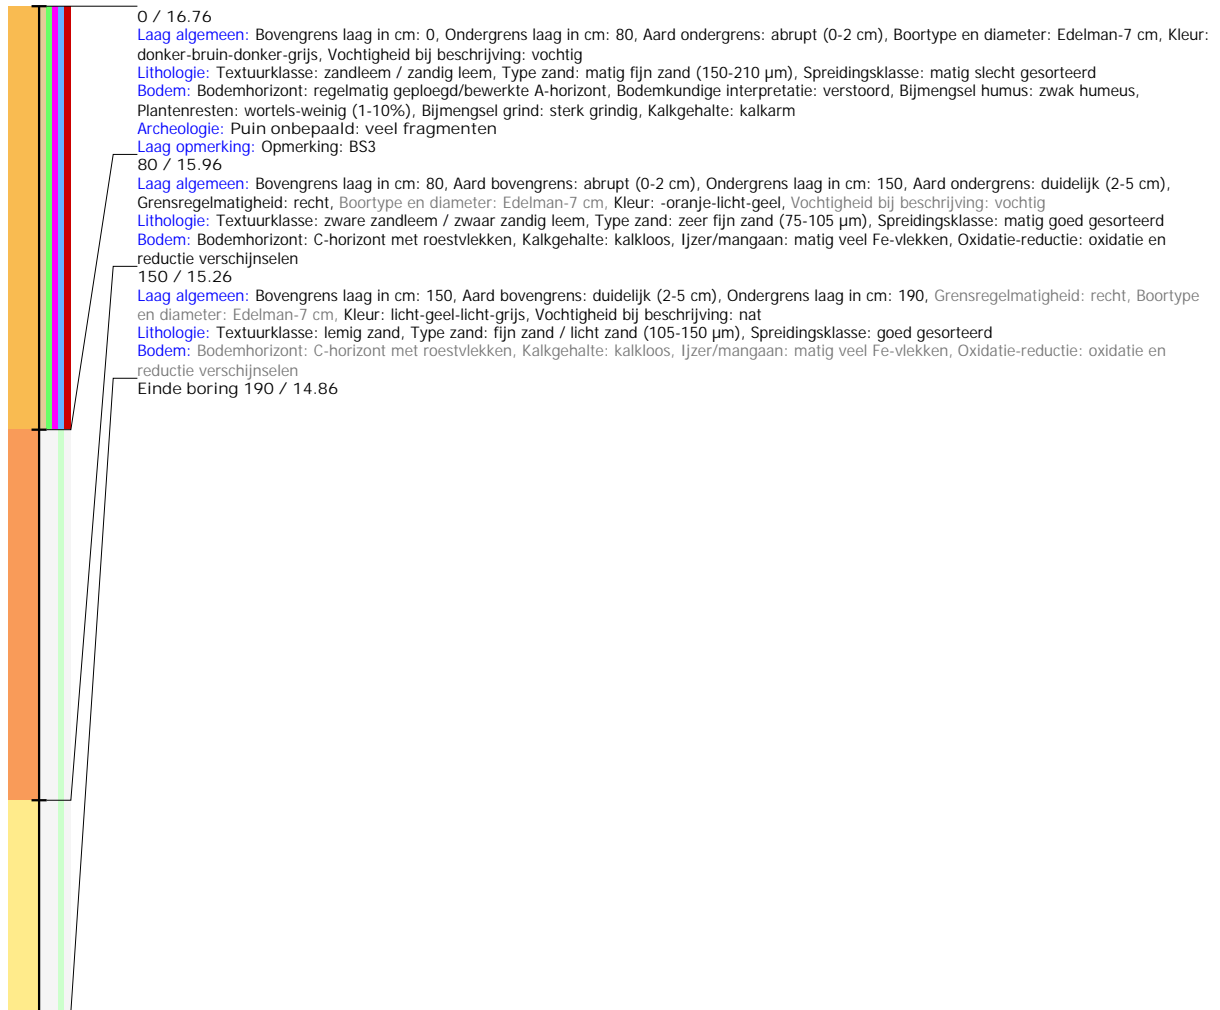 0 / 16.76
Laag algemeen: Bovengrens laag in cm: 0, Ondergrens laag in cm: 80, Aard ondergrens: abrupt (0-2 cm), Boortype en diameter: Edelman-7 cm, Kleur:
donker-bruin-donker-grijs, Vochtigheid bij beschrijving: vochtig
Lithologie: Textuurklasse: zandleem / zandig leem, Type zand: matig fijn zand (150-210 µm), Spreidingsklasse: matig slecht gesorteerd
Bodem: Bodemhorizont: regelmatig geploegd/bewerkte A-horizont, Bodemkundige interpretatie: verstoord, Bijmengsel humus: zwak humeus,
Plantenresten: wortels-weinig (1-10%), Bijmengsel grind: sterk grindig, Kalkgehalte: kalkarm
Archeologie: Puin onbepaald: veel fragmenten
Laag opmerking: Opmerking: BS3
80 / 15.96
Laag algemeen: Bovengrens laag in cm: 80, Aard bovengrens: abrupt (0-2 cm), Ondergrens laag in cm: 150, Aard ondergrens: duidelijk (2-5 cm),
Grensregelmatigheid: recht, Boortype en diameter: Edelman-7 cm, Kleur: -oranje-licht-geel, Vochtigheid bij beschrijving: vochtig
Lithologie: Textuurklasse: zware zandleem / zwaar zandig leem, Type zand: zeer fijn zand (75-105 µm), Spreidingsklasse: matig goed gesorteerd
Bodem: Bodemhorizont: C-horizont met roestvlekken, Kalkgehalte: kalkloos, Ijzer/mangaan: matig veel Fe-vlekken, Oxidatie-reductie: oxidatie en
reductie verschijnselen
150 / 15.26
Laag algemeen: Bovengrens laag in cm: 150, Aard bovengrens: duidelijk (2-5 cm), Ondergrens laag in cm: 190, Grensregelmatigheid: recht, Boortype
en diameter: Edelman-7 cm, Kleur: licht-geel-licht-grijs, Vochtigheid bij beschrijving: nat
Lithologie: Textuurklasse: lemig zand, Type zand: fijn zand / licht zand (105-150 µm), Spreidingsklasse: goed gesorteerd
Bodem: Bodemhorizont: C-horizont met roestvlekken, Kalkgehalte: kalkloos, Ijzer/mangaan: matig veel Fe-vlekken, Oxidatie-reductie: oxidatie en
reductie verschijnselen
Einde boring 190 / 14.86